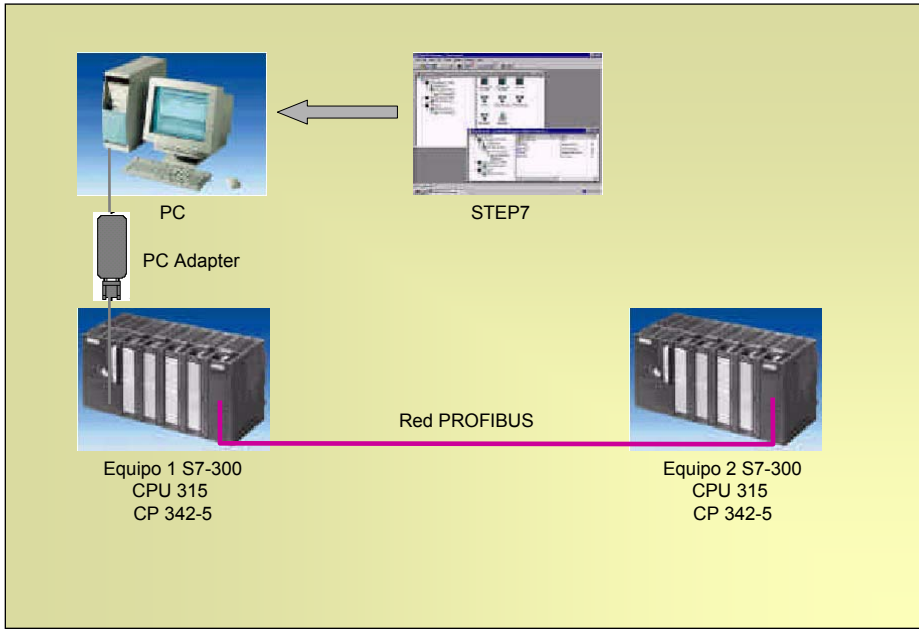 PC
STEP7
PC Adapter
Red PROFIBUS
Equipo 1 S7-300
CPU 315
CP 342-5
Equipo 2 S7-300
CPU 315
CP 342-5